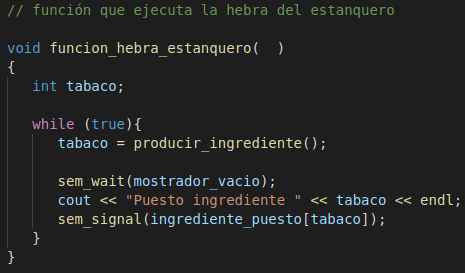 // función que ejecuta la hebra del estanquero
void funcion_hebra_estanquero(  )
{
int tabaco;
while (true){
tabaco = producir_ingrediente();
sem_wait(mostrador_vacio);
cout << "Puesto ingrediente " << tabaco << endl;
sem_signal(ingrediente_puesto[tabaco]);
}
}